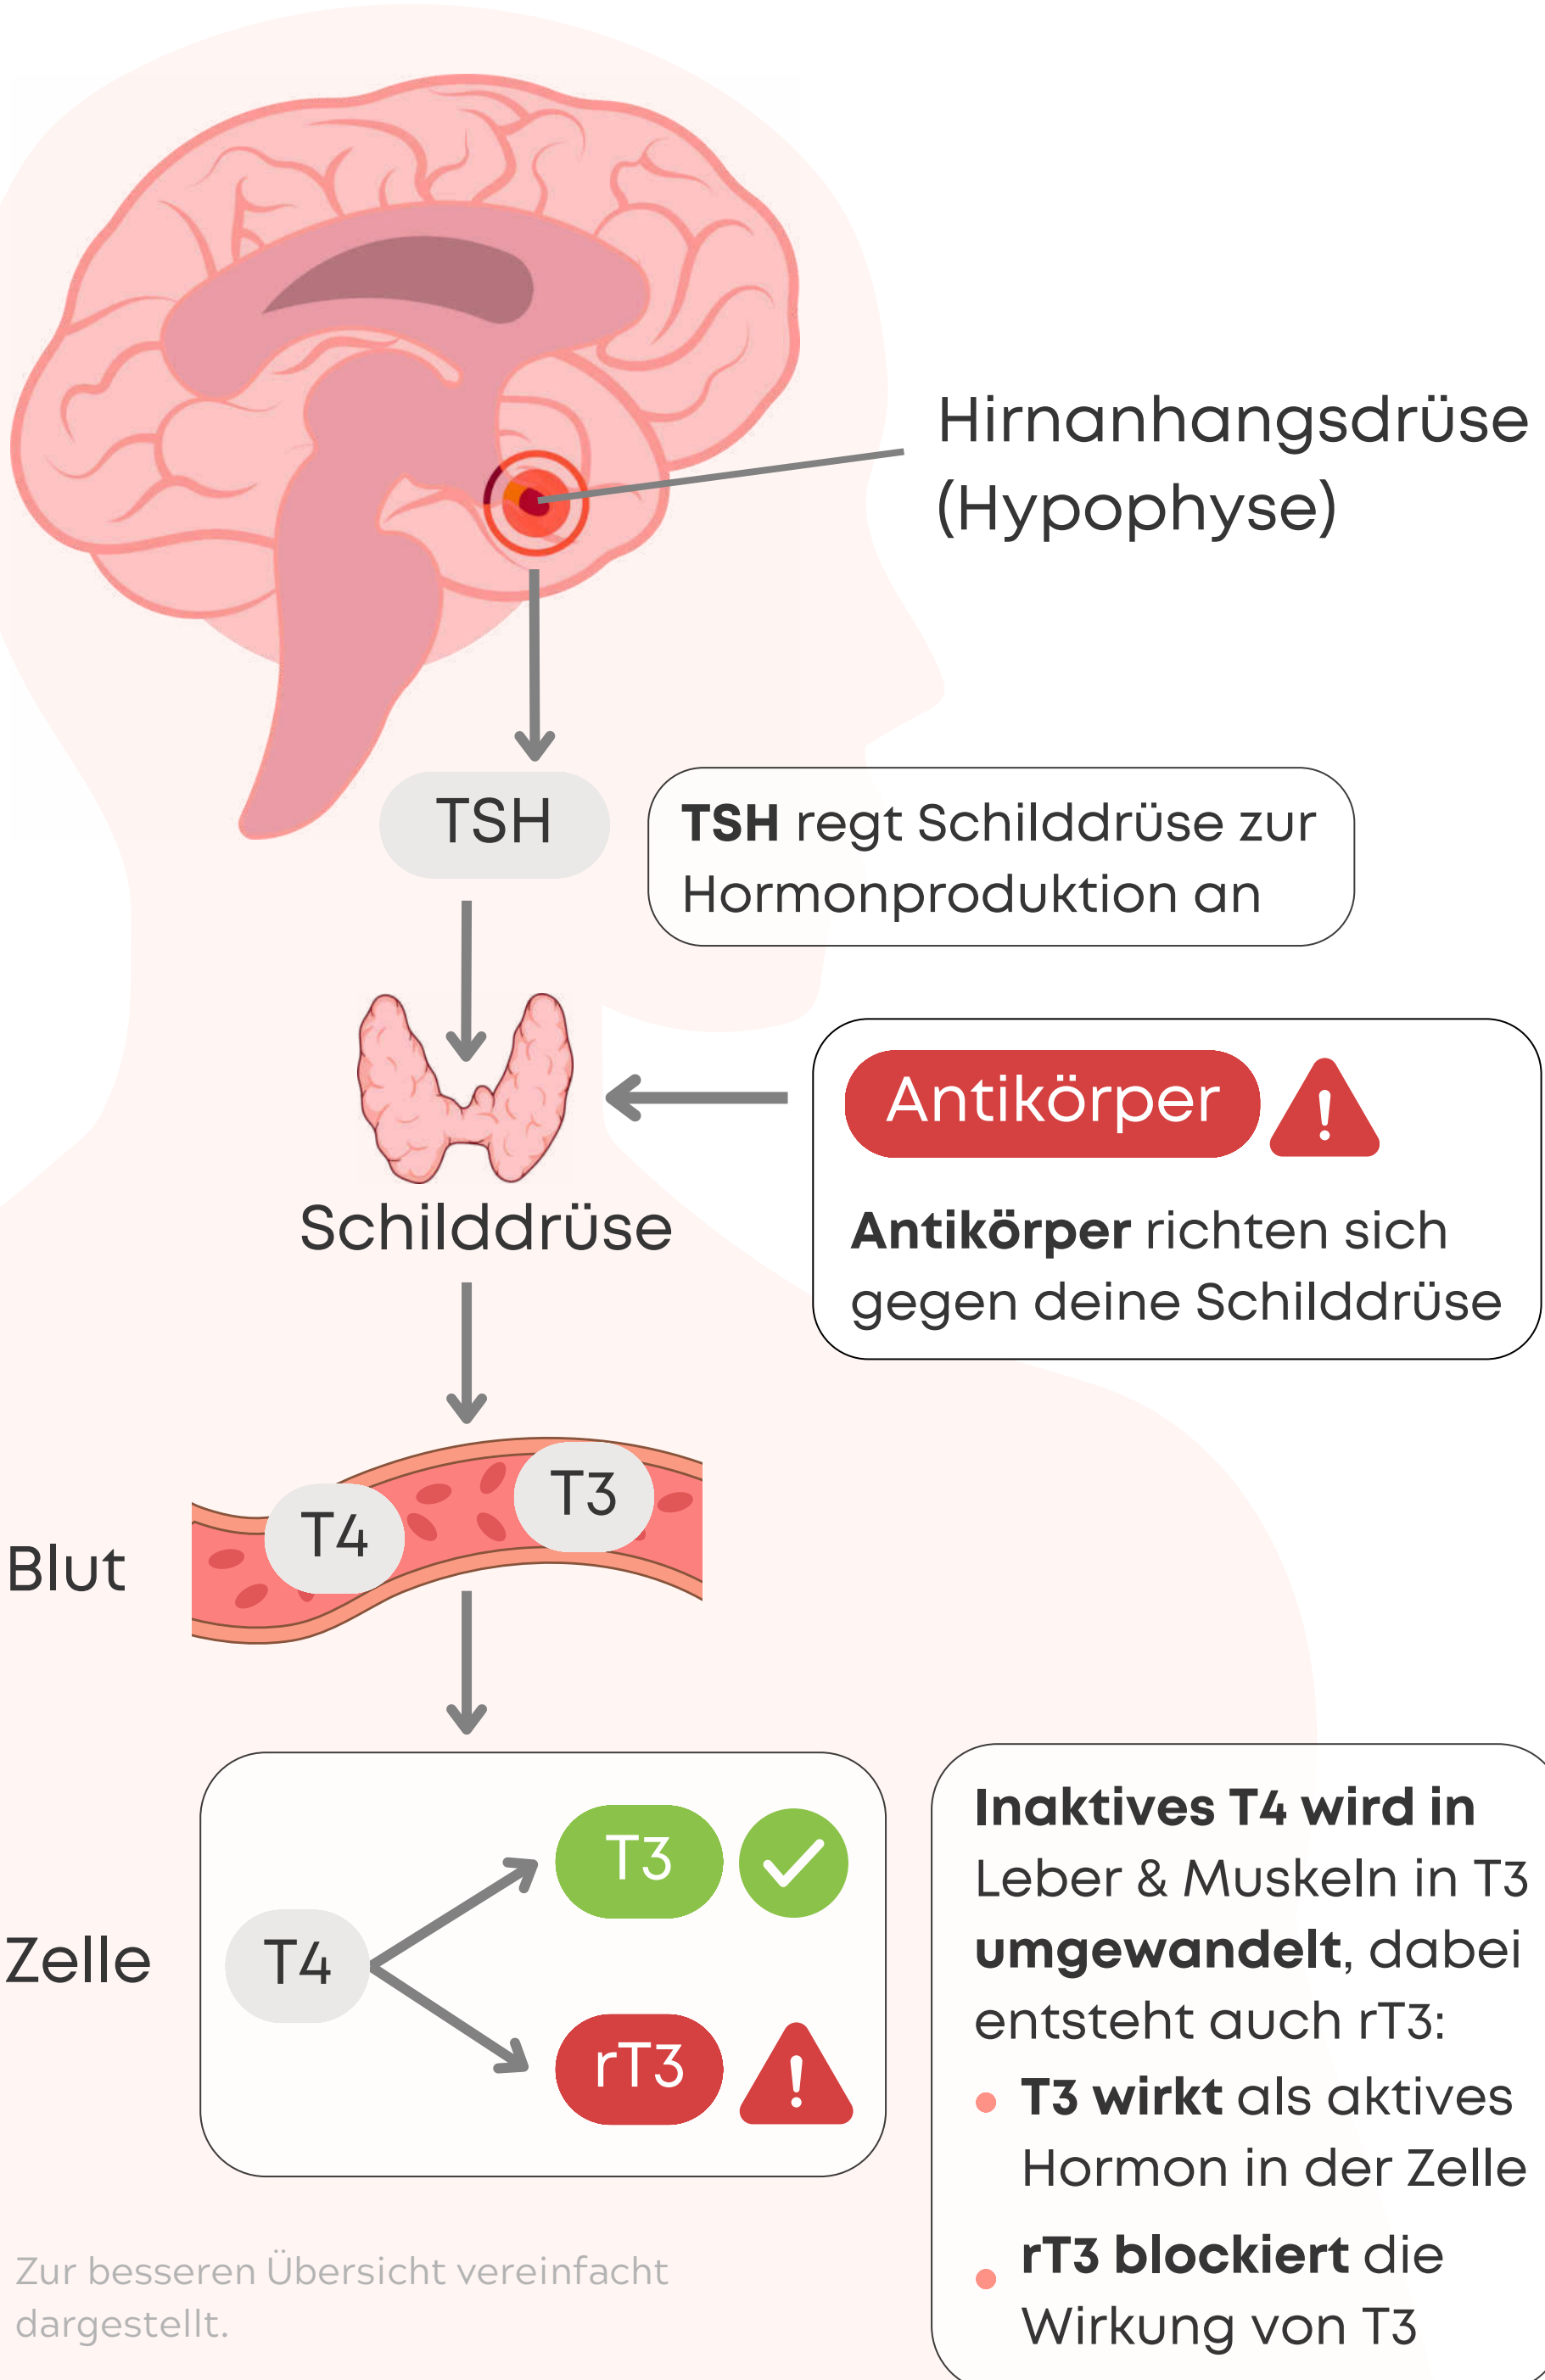 Hirnanhangsdrüse
(Hypophyse)
TSH
TSH regt Schilddrüse zur
Hormonproduktion an
Antikörper
Antikörper richten sich
gegen deine Schilddrüse
Schilddrüse
T3
T4
Blut
T3
Zelle
T4
rT3
Inaktives T4 wird in
Leber & Muskeln in T3
umgewandelt, dabei
entsteht auch rT3:
T3 wirkt als aktives
Hormon in der Zelle
rT3 blockiert die
Wirkung von T3
Zur besseren Übersicht vereinfacht
dargestellt.